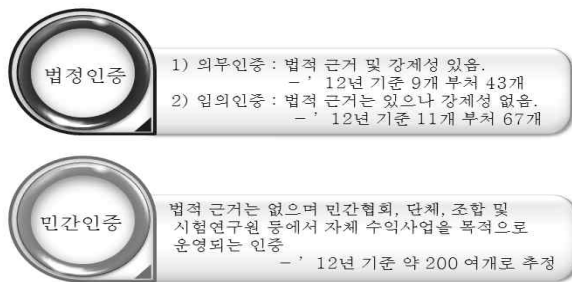 법정인증
1) 의무인증 : 법적 근거 및 강제성 있음.
- ' 12년 기준 9개 부처 43개
2) 임의인증 : 법적 근거는 있으나 강제성 없음.
- ' 12년 기준 11개 부처 67개
민간인증
법적 근거는 없으며 민간협회, 단체, 조합 및
시험연구원 등에서 자체 수익사업을 목적으로
운영되는 인증
- ' 12년 기준 약 200 여개로 추정